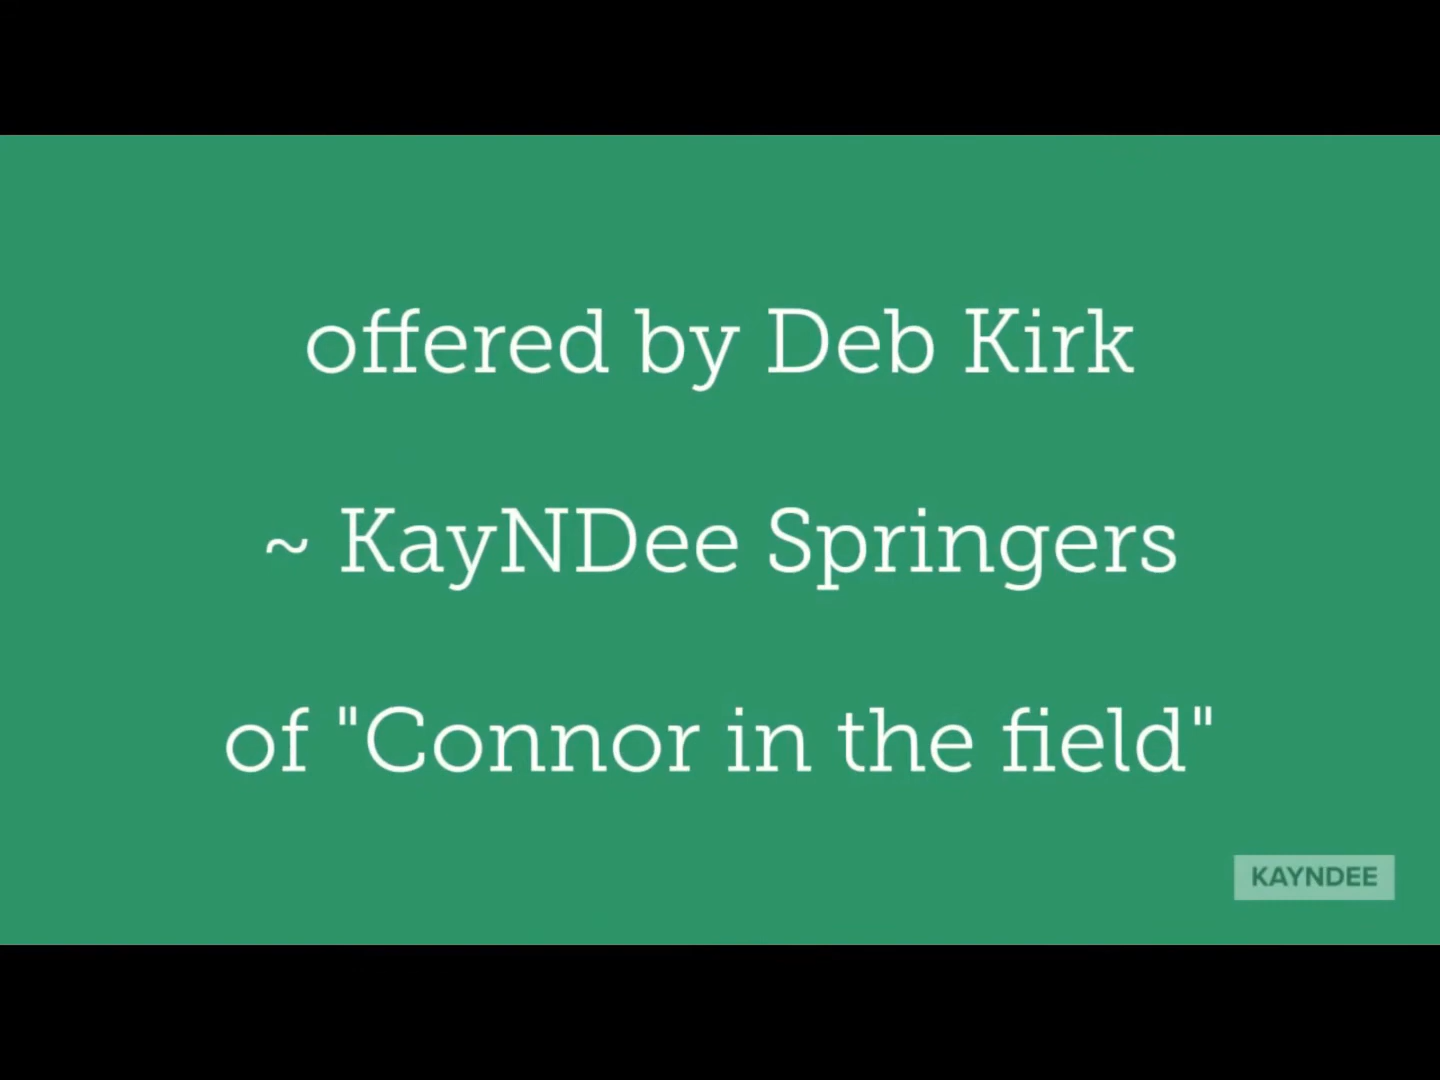 offered by Deb Kirk
~ KayNDee Springers
of "Connor in the field"
KAYNDEE